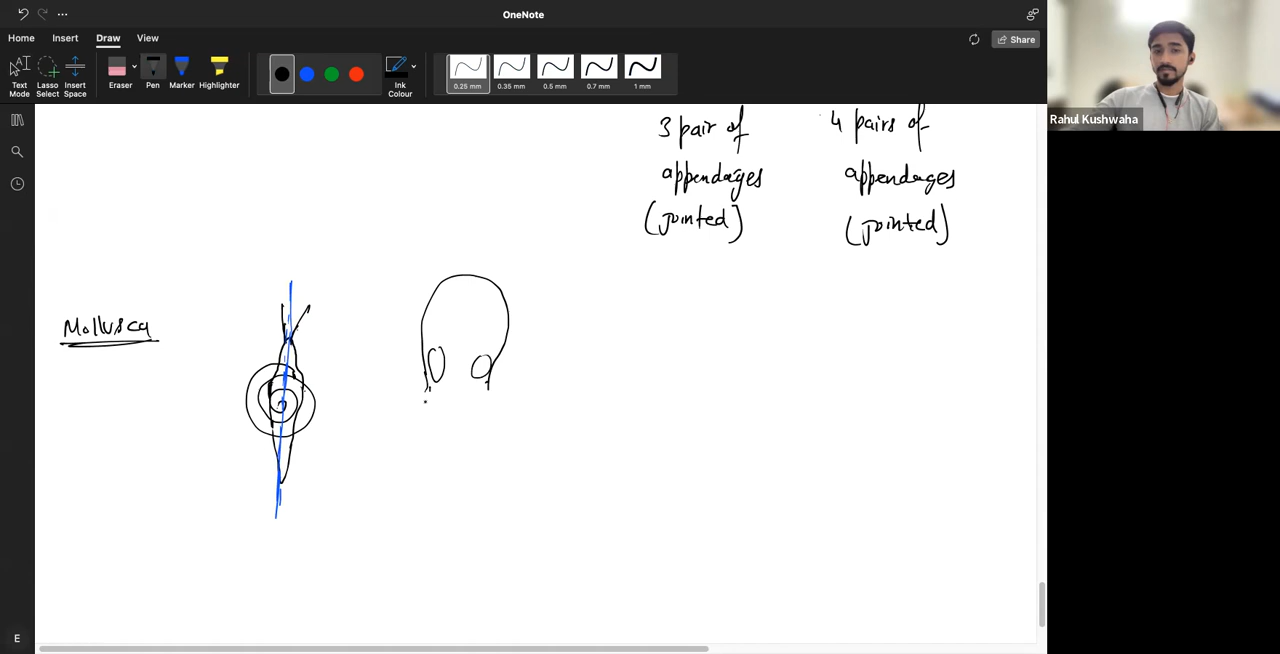 OneNote
Home Insert Draw View
Share
Text Mode
Lasso Select
Insert Space
Eraser
Pen
Marker
Highlighter
Ink Colour
0.25 mm
0.35 mm
0.5 mm
0.7 mm
1 mm
Rahul Kushwaha
3 pair of
appendages
(jointed)
4 pairs of
appendages
(jointed)
Mollusca
E